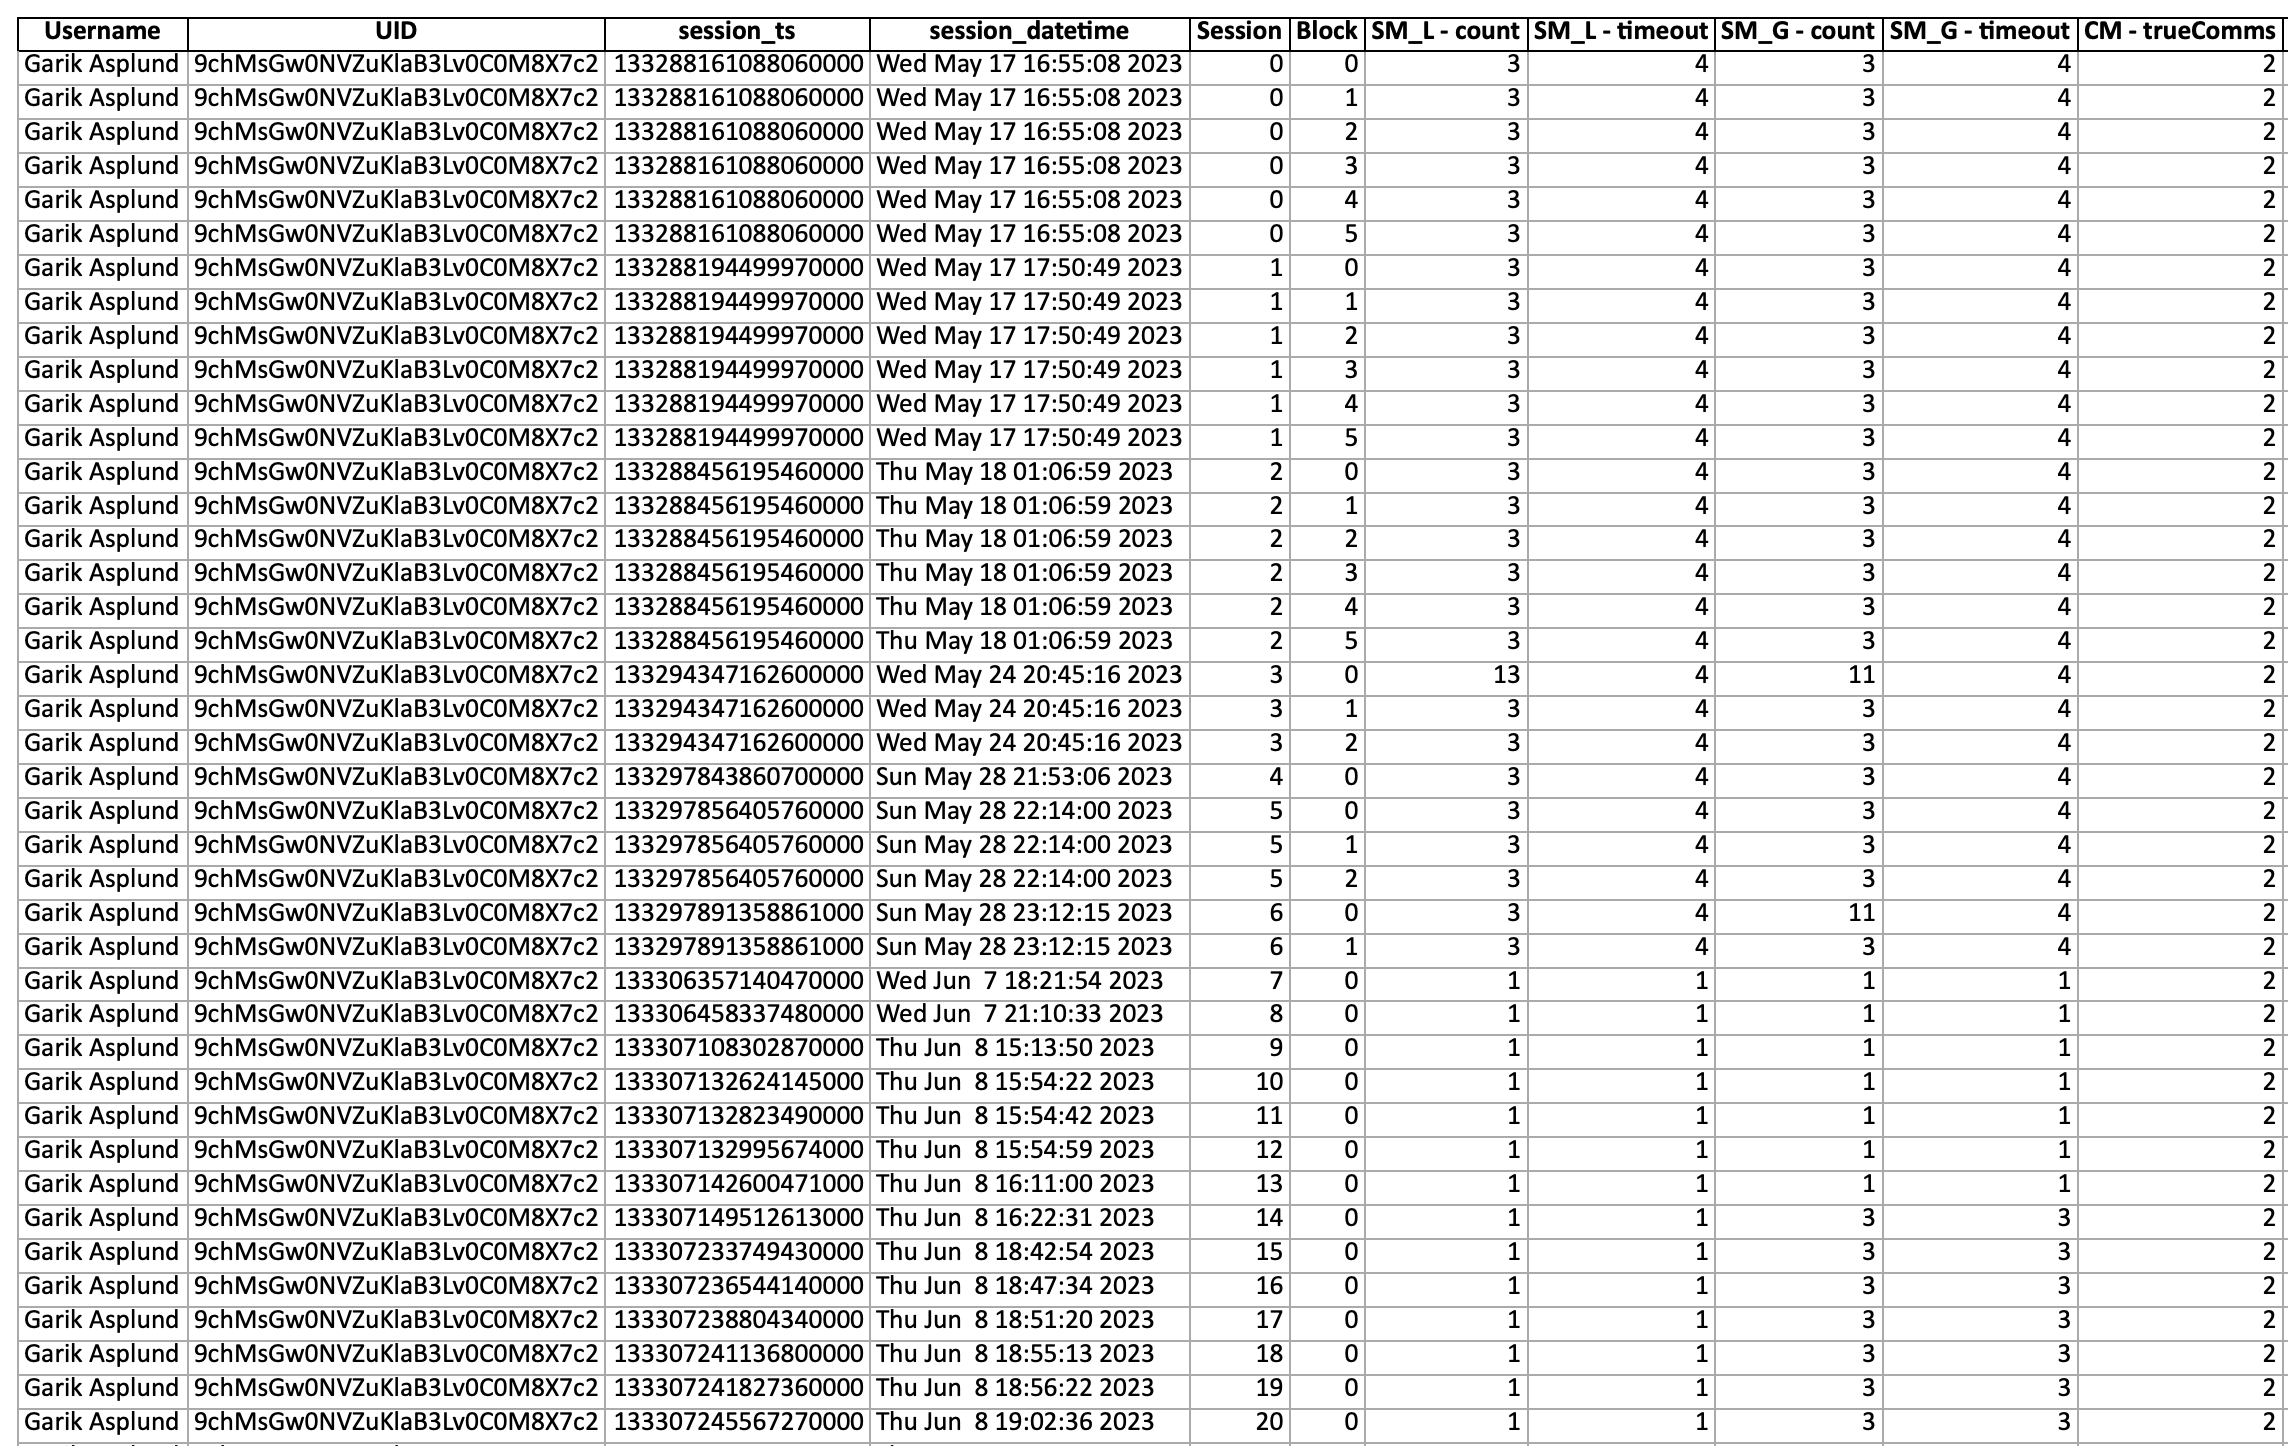 Username UID session_ts session_datetime Session Block SM_L - count SM_L - timeout SM_G - count SM_G - timeout CM - trueComms
Garik Asplund 9chMsGw0NVZuKlaB3Lv0C0M8X7c2 133288161088060000 Wed May 17 16:55:08 2023 0 0 3 4 3 4 2
Garik Asplund 9chMsGw0NVZuKlaB3Lv0C0M8X7c2 133288161088060000 Wed May 17 16:55:08 2023 0 1 3 4 3 4 2
Garik Asplund 9chMsGw0NVZuKlaB3Lv0C0M8X7c2 133288161088060000 Wed May 17 16:55:08 2023 0 2 3 4 3 4 2
Garik Asplund 9chMsGw0NVZuKlaB3Lv0C0M8X7c2 133288161088060000 Wed May 17 16:55:08 2023 0 3 3 4 3 4 2
Garik Asplund 9chMsGw0NVZuKlaB3Lv0C0M8X7c2 133288161088060000 Wed May 17 16:55:08 2023 0 4 3 4 3 4 2
Garik Asplund 9chMsGw0NVZuKlaB3Lv0C0M8X7c2 133288161088060000 Wed May 17 16:55:08 2023 0 5 3 4 3 4 2
Garik Asplund 9chMsGw0NVZuKlaB3Lv0C0M8X7c2 133288194499970000 Wed May 17 17:50:49 2023 1 0 3 4 3 4 2
Garik Asplund 9chMsGw0NVZuKlaB3Lv0C0M8X7c2 133288194499970000 Wed May 17 17:50:49 2023 1 1 3 4 3 4 2
Garik Asplund 9chMsGw0NVZuKlaB3Lv0C0M8X7c2 133288194499970000 Wed May 17 17:50:49 2023 1 2 3 4 3 4 2
Garik Asplund 9chMsGw0NVZuKlaB3Lv0C0M8X7c2 133288194499970000 Wed May 17 17:50:49 2023 1 3 3 4 3 4 2
Garik Asplund 9chMsGw0NVZuKlaB3Lv0C0M8X7c2 133288194499970000 Wed May 17 17:50:49 2023 1 4 3 4 3 4 2
Garik Asplund 9chMsGw0NVZuKlaB3Lv0C0M8X7c2 133288194499970000 Wed May 17 17:50:49 2023 1 5 3 4 3 4 2
Garik Asplund 9chMsGw0NVZuKlaB3Lv0C0M8X7c2 133288456195460000 Thu May 18 01:06:59 2023 2 0 3 4 3 4 2
Garik Asplund 9chMsGw0NVZuKlaB3Lv0C0M8X7c2 133288456195460000 Thu May 18 01:06:59 2023 2 1 3 4 3 4 2
Garik Asplund 9chMsGw0NVZuKlaB3Lv0C0M8X7c2 133288456195460000 Thu May 18 01:06:59 2023 2 2 3 4 3 4 2
Garik Asplund 9chMsGw0NVZuKlaB3Lv0C0M8X7c2 133288456195460000 Thu May 18 01:06:59 2023 2 3 3 4 3 4 2
Garik Asplund 9chMsGw0NVZuKlaB3Lv0C0M8X7c2 133288456195460000 Thu May 18 01:06:59 2023 2 4 3 4 3 4 2
Garik Asplund 9chMsGw0NVZuKlaB3Lv0C0M8X7c2 133288456195460000 Thu May 18 01:06:59 2023 2 5 3 4 3 4 2
Garik Asplund 9chMsGw0NVZuKlaB3Lv0C0M8X7c2 133294347162600000 Wed May 24 20:45:16 2023 3 0 13 4 11 4 2
Garik Asplund 9chMsGw0NVZuKlaB3Lv0C0M8X7c2 133294347162600000 Wed May 24 20:45:16 2023 3 1 3 4 3 4 2
Garik Asplund 9chMsGw0NVZuKlaB3Lv0C0M8X7c2 133294347162600000 Wed May 24 20:45:16 2023 3 2 3 4 3 4 2
Garik Asplund 9chMsGw0NVZuKlaB3Lv0C0M8X7c2 133297843860700000 Sun May 28 21:53:06 2023 4 0 3 4 3 4 2
Garik Asplund 9chMsGw0NVZuKlaB3Lv0C0M8X7c2 133297856405760000 Sun May 28 22:14:00 2023 5 0 3 4 3 4 2
Garik Asplund 9chMsGw0NVZuKlaB3Lv0C0M8X7c2 133297856405760000 Sun May 28 22:14:00 2023 5 1 3 4 3 4 2
Garik Asplund 9chMsGw0NVZuKlaB3Lv0C0M8X7c2 133297856405760000 Sun May 28 22:14:00 2023 5 2 3 4 3 4 2
Garik Asplund 9chMsGw0NVZuKlaB3Lv0C0M8X7c2 133297891358861000 Sun May 28 23:12:15 2023 6 0 3 4 11 4 2
Garik Asplund 9chMsGw0NVZuKlaB3Lv0C0M8X7c2 133297891358861000 Sun May 28 23:12:15 2023 6 1 3 4 3 4 2
Garik Asplund 9chMsGw0NVZuKlaB3Lv0C0M8X7c2 133306357140470000 Wed Jun 7 18:21:54 2023 7 0 1 1 1 1 2
Garik Asplund 9chMsGw0NVZuKlaB3Lv0C0M8X7c2 133306458337480000 Wed Jun 7 21:10:33 2023 8 0 1 1 1 1 2
Garik Asplund 9chMsGw0NVZuKlaB3Lv0C0M8X7c2 133307108302870000 Thu Jun 8 15:13:50 2023 9 0 1 1 1 1 2
Garik Asplund 9chMsGw0NVZuKlaB3Lv0C0M8X7c2 133307132624145000 Thu Jun 8 15:54:22 2023 10 0 1 1 1 1 2
Garik Asplund 9chMsGw0NVZuKlaB3Lv0C0M8X7c2 133307132823490000 Thu Jun 8 15:54:42 2023 11 0 1 1 1 1 2
Garik Asplund 9chMsGw0NVZuKlaB3Lv0C0M8X7c2 133307132995674000 Thu Jun 8 15:54:59 2023 12 0 1 1 1 1 2
Garik Asplund 9chMsGw0NVZuKlaB3Lv0C0M8X7c2 133307142600471000 Thu Jun 8 16:11:00 2023 13 0 1 1 1 1 2
Garik Asplund 9chMsGw0NVZuKlaB3Lv0C0M8X7c2 133307149512613000 Thu Jun 8 16:22:31 2023 14 0 1 1 3 3 2
Garik Asplund 9chMsGw0NVZuKlaB3Lv0C0M8X7c2 133307233749430000 Thu Jun 8 18:42:54 2023 15 0 1 1 3 3 2
Garik Asplund 9chMsGw0NVZuKlaB3Lv0C0M8X7c2 133307236544140000 Thu Jun 8 18:47:34 2023 16 0 1 1 3 3 2
Garik Asplund 9chMsGw0NVZuKlaB3Lv0C0M8X7c2 133307238804340000 Thu Jun 8 18:51:20 2023 17 0 1 1 3 3 2
Garik Asplund 9chMsGw0NVZuKlaB3Lv0C0M8X7c2 133307241136800000 Thu Jun 8 18:55:13 2023 18 0 1 1 3 3 2
Garik Asplund 9chMsGw0NVZuKlaB3Lv0C0M8X7c2 133307241827360000 Thu Jun 8 18:56:22 2023 19 0 1 1 3 3 2
Garik Asplund 9chMsGw0NVZuKlaB3Lv0C0M8X7c2 133307245567270000 Thu Jun 8 19:02:36 2023 20 0 1 1 3 3 2